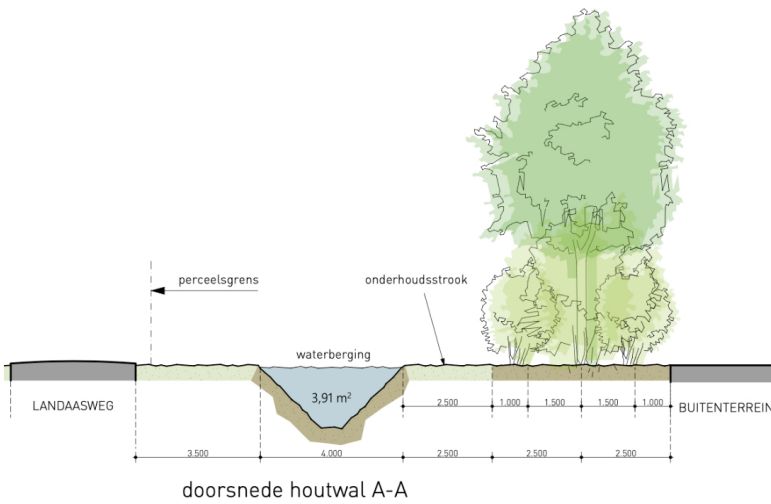 perceelsgrens
onderhoudsstrook
waterberging
3,91 m²
LANDAASWEG
2.500 1.000 1.500 1.500 1.000
BUITENTERREIN
3.500 4.000 2.500 2.500 2.500
doorsnede houtwal A-A